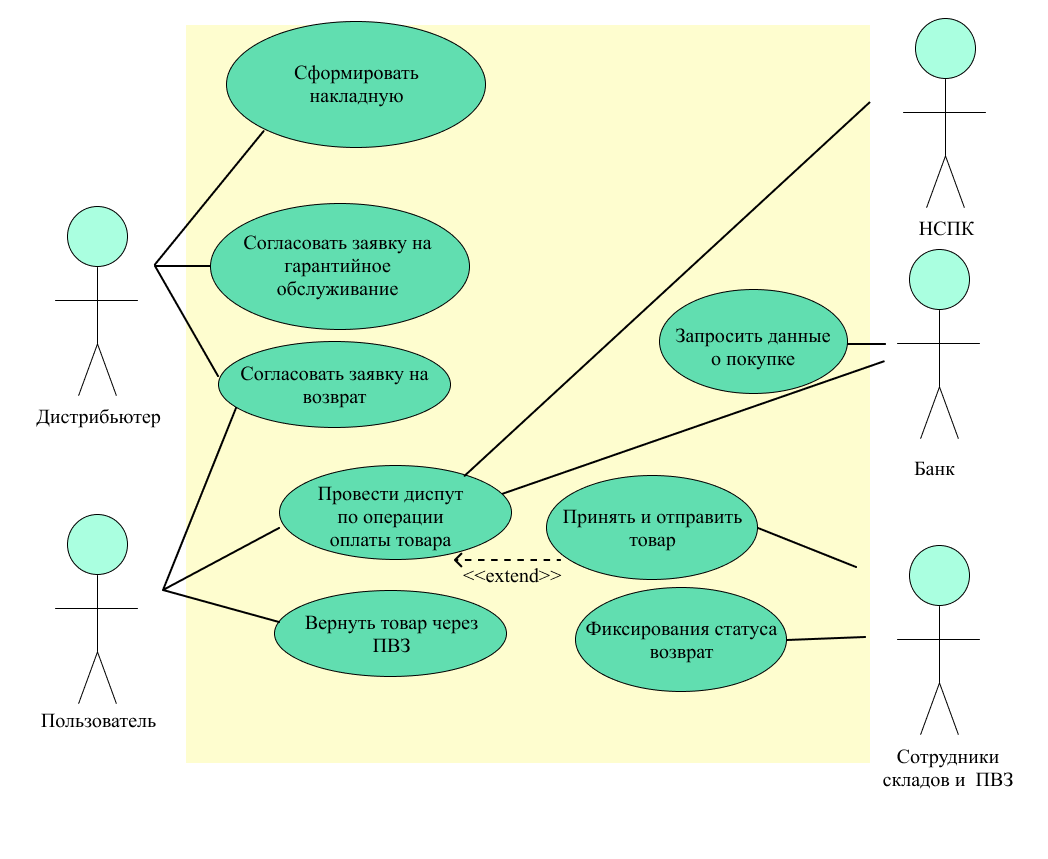 Сформировать
накладную
НСПК
Согласовать заявку на
гарантийное
обслуживание
Запросить данные
о покупке
Согласовать заявку на
возврат
Дистрибьютер
Банк
Провести диспут
по операции
оплаты товара
Принять и отправить
товар
<<extend>>
Вернуть товар через
ПВЗ
Фиксирования статуса
возврат
Пользователь
Сотрудники
складов и ПВЗ